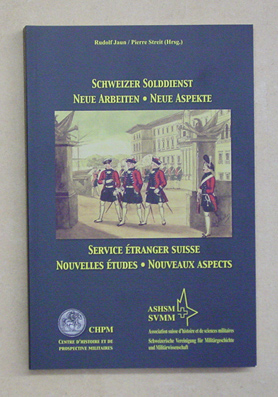 Rudolf Jaun / Pierre Streit (Hrsg.)
SCHWEIZER SOLDDIENST
NEUE ARBEITEN • NEUE ASPEKTE
SERVICE ÉTRANGER SUISSE
NOUVELLES ÉTUDES • NOUVEAUX ASPECTS
CHPM
CENTRE D'HISTOIRE ET DE
PROSPECTIVE MILITAIRES
ASHSM
SVMM
Association suisse d'histoire et de sciences militaires
Schweizerische Vereinigung für Militärgeschichte
und Militärwissenschaft